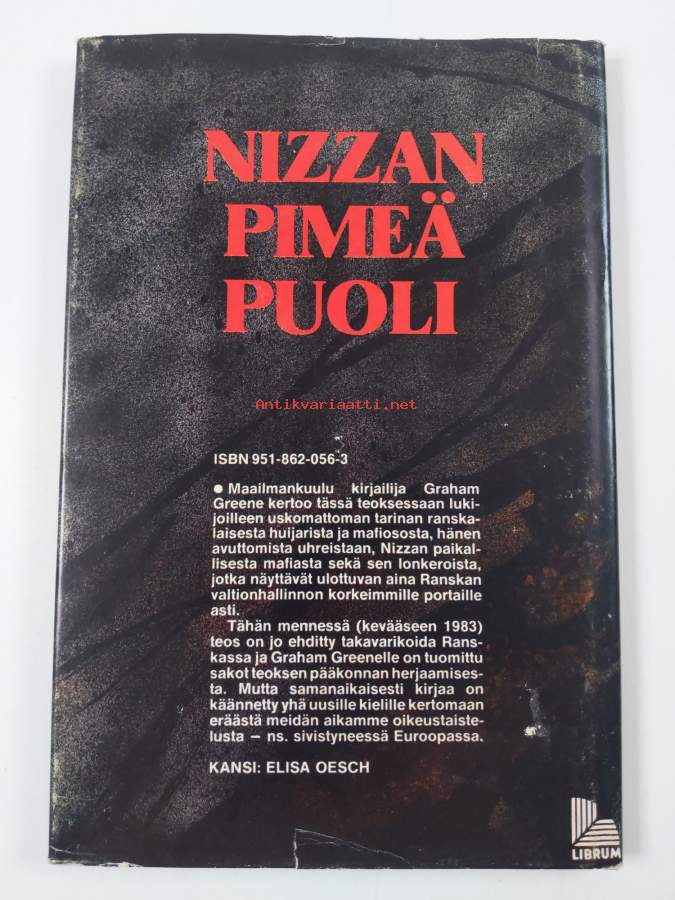 NIZZAN
PIMEÄ
PUOLI
Antikvariaatti.net
ISBN 951-862-056-3
● Maailmankuulu kirjailija Graham
Greene kertoo tässä teoksessaan luki-
joilleen uskomattoman tarinan ranska-
laisesta huijarista ja mafiososta, hänen
avuttomista uhreistaan, Nizzan paikal-
lisesta mafiasta sekä sen lonkeroista,
jotka näyttävät ulottuvan aina Ranskan
valtionhallinnon korkeimmille portaille
asti.
Tähän mennessä (kevääseen 1983)
teos on jo ehditty takavarikoida Rans-
kassa ja Graham Greenelle on tuomittu
sakot teoksen pääkonnan herjaamises-
ta. Mutta samanaikaisesti kirjaa on
käännetty yhä uusille kielille kertomaan
eräästä meidän aikamme oikeustaiste-
lusta – ns. sivistyneessä Euroopassa.
KANSI: ELISA OESCH
LIBRUM